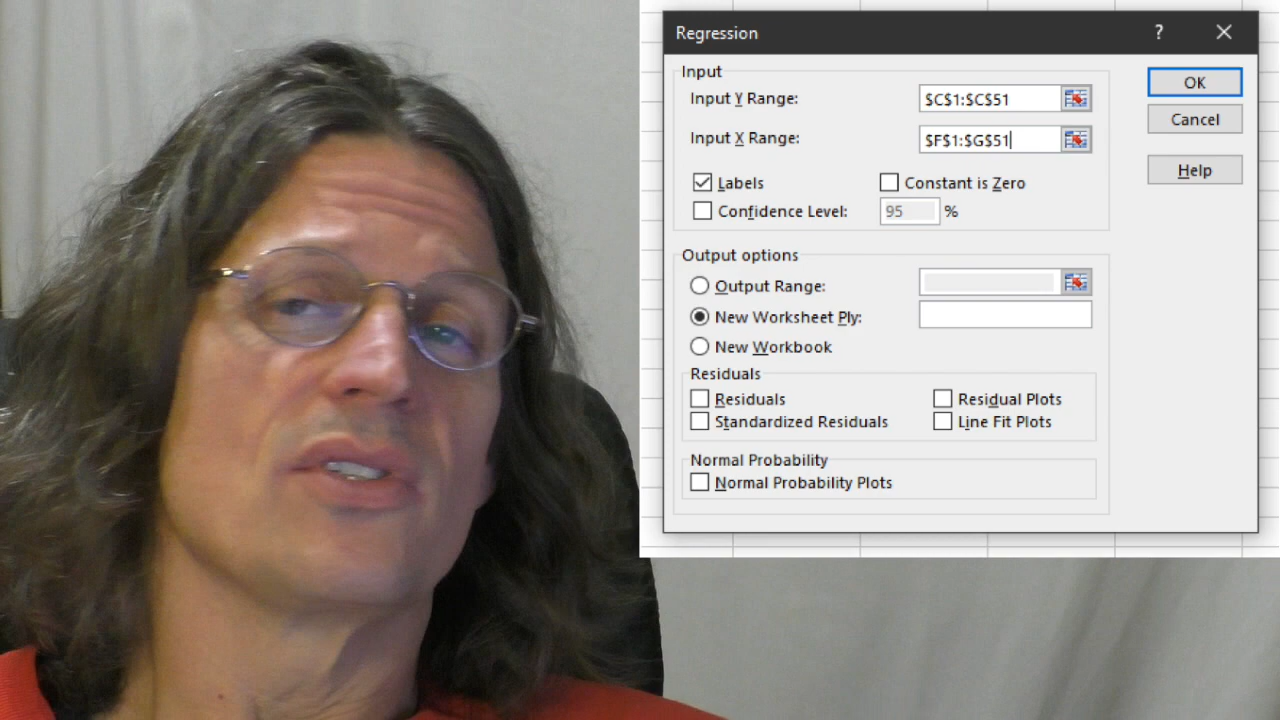 Regression ?
Input
Input Y Range: $C$1:$C$51
Input X Range: $F$1:$G$51
Labels Constant is Zero
Confidence Level: 95 %
OK
Cancel
Help
Output options
Output Range:
New Worksheet Ply:
New Workbook
Residuals
Residuals Residual Plots
Standardized Residuals Line Fit Plots
Normal Probability
Normal Probability Plots